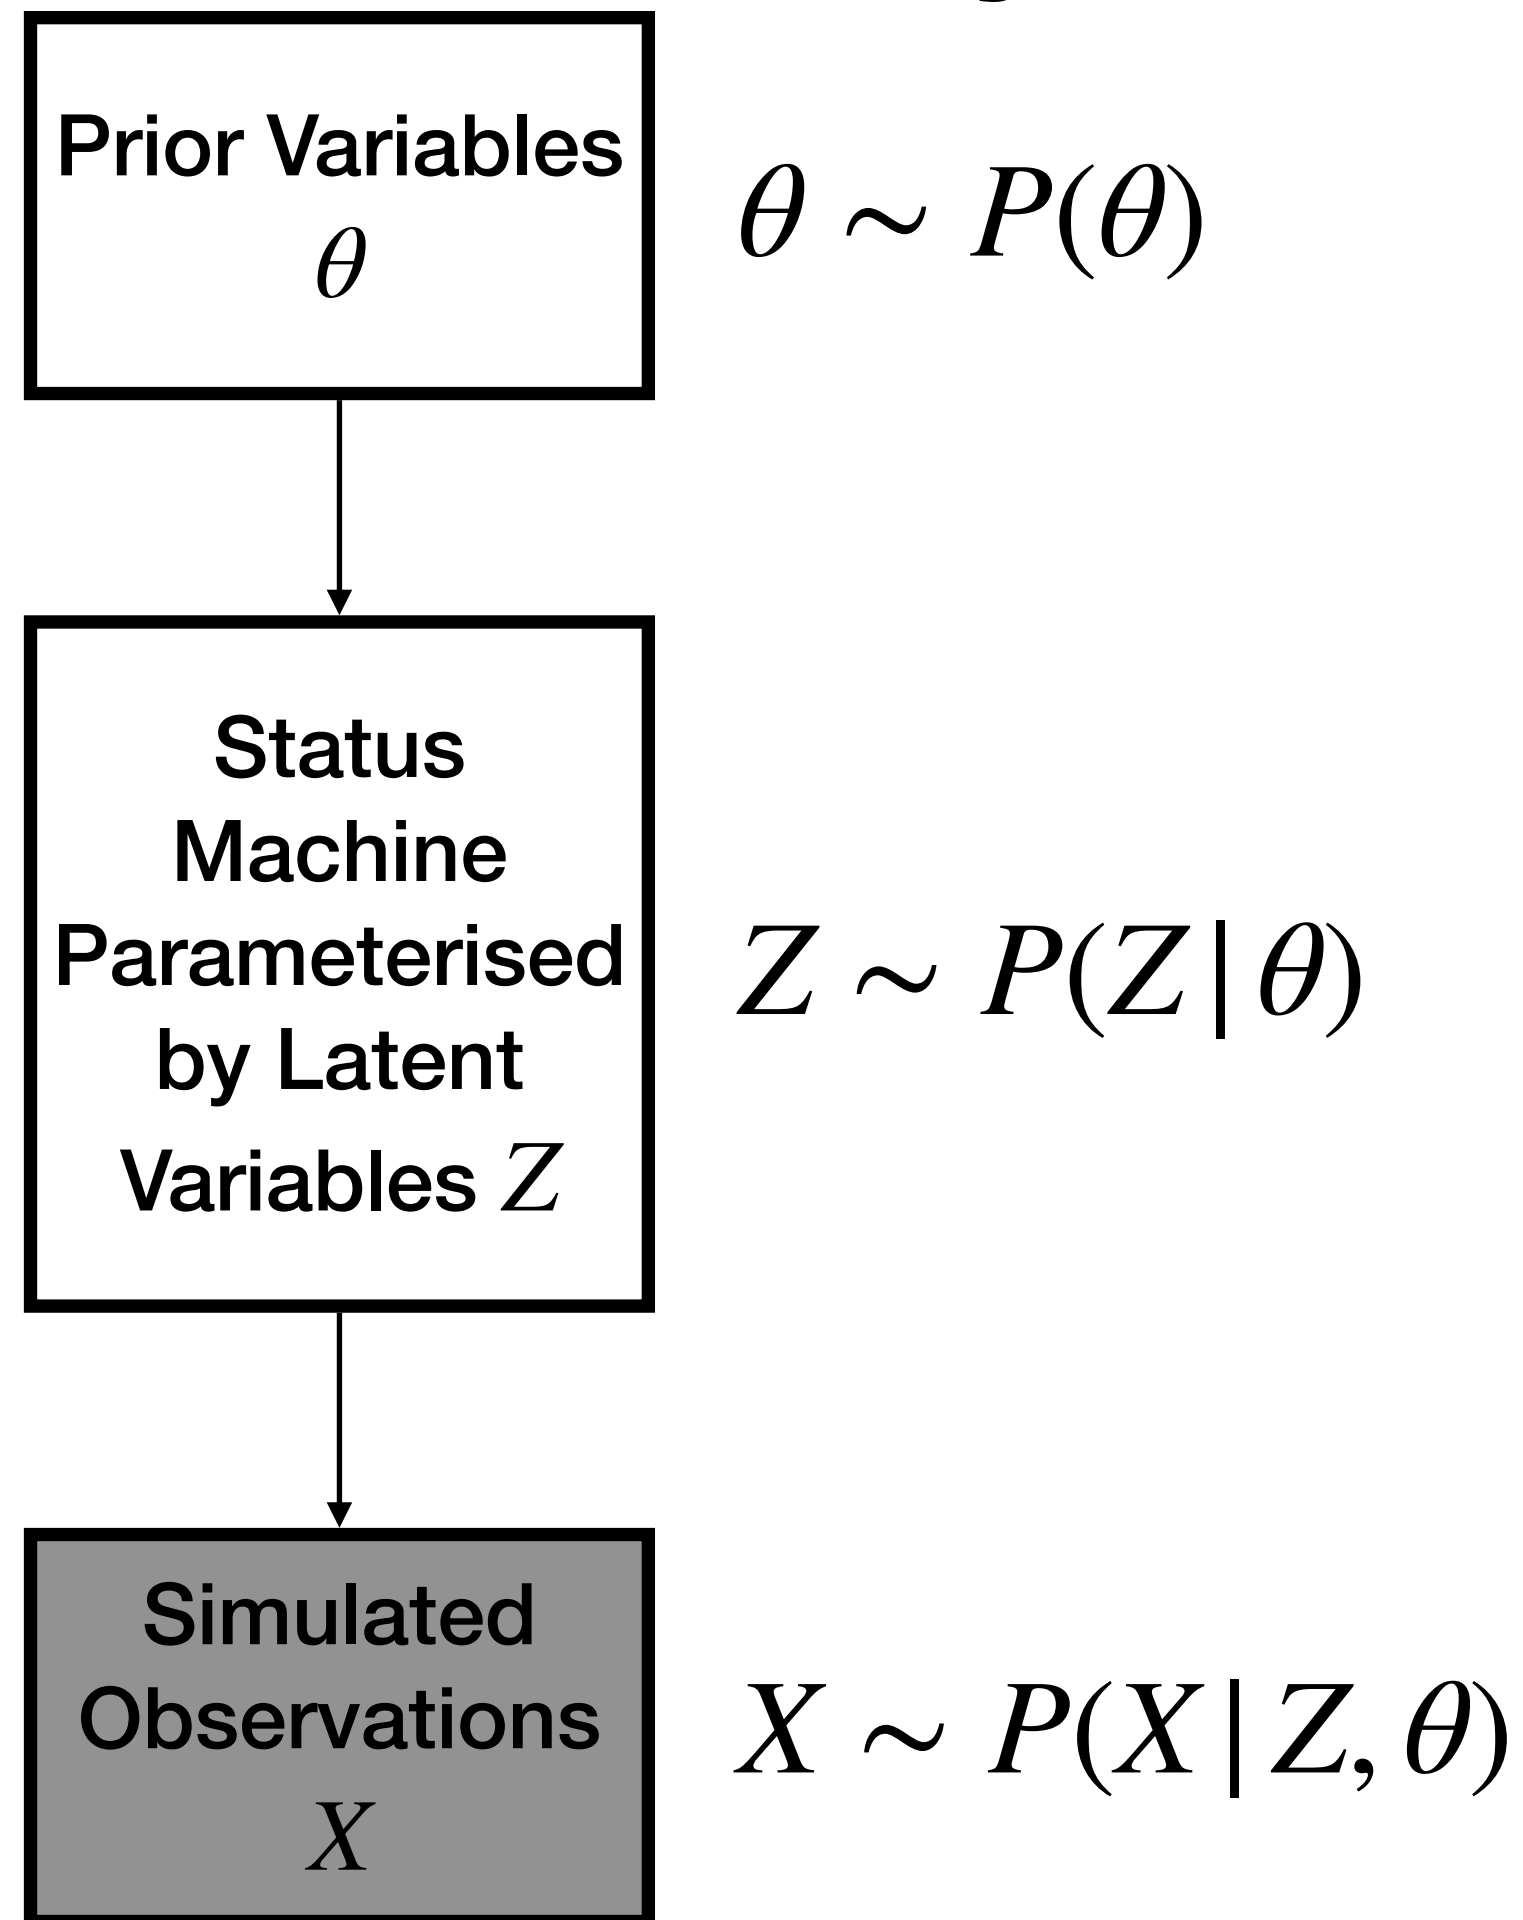 Prior Variables
θ
θ ~ P(θ)
Status
Machine
Parameterised
by Latent
Variables Z
Z ~ P(Z | θ)
Simulated
Observations
X
X ~ P(X | Z, θ)